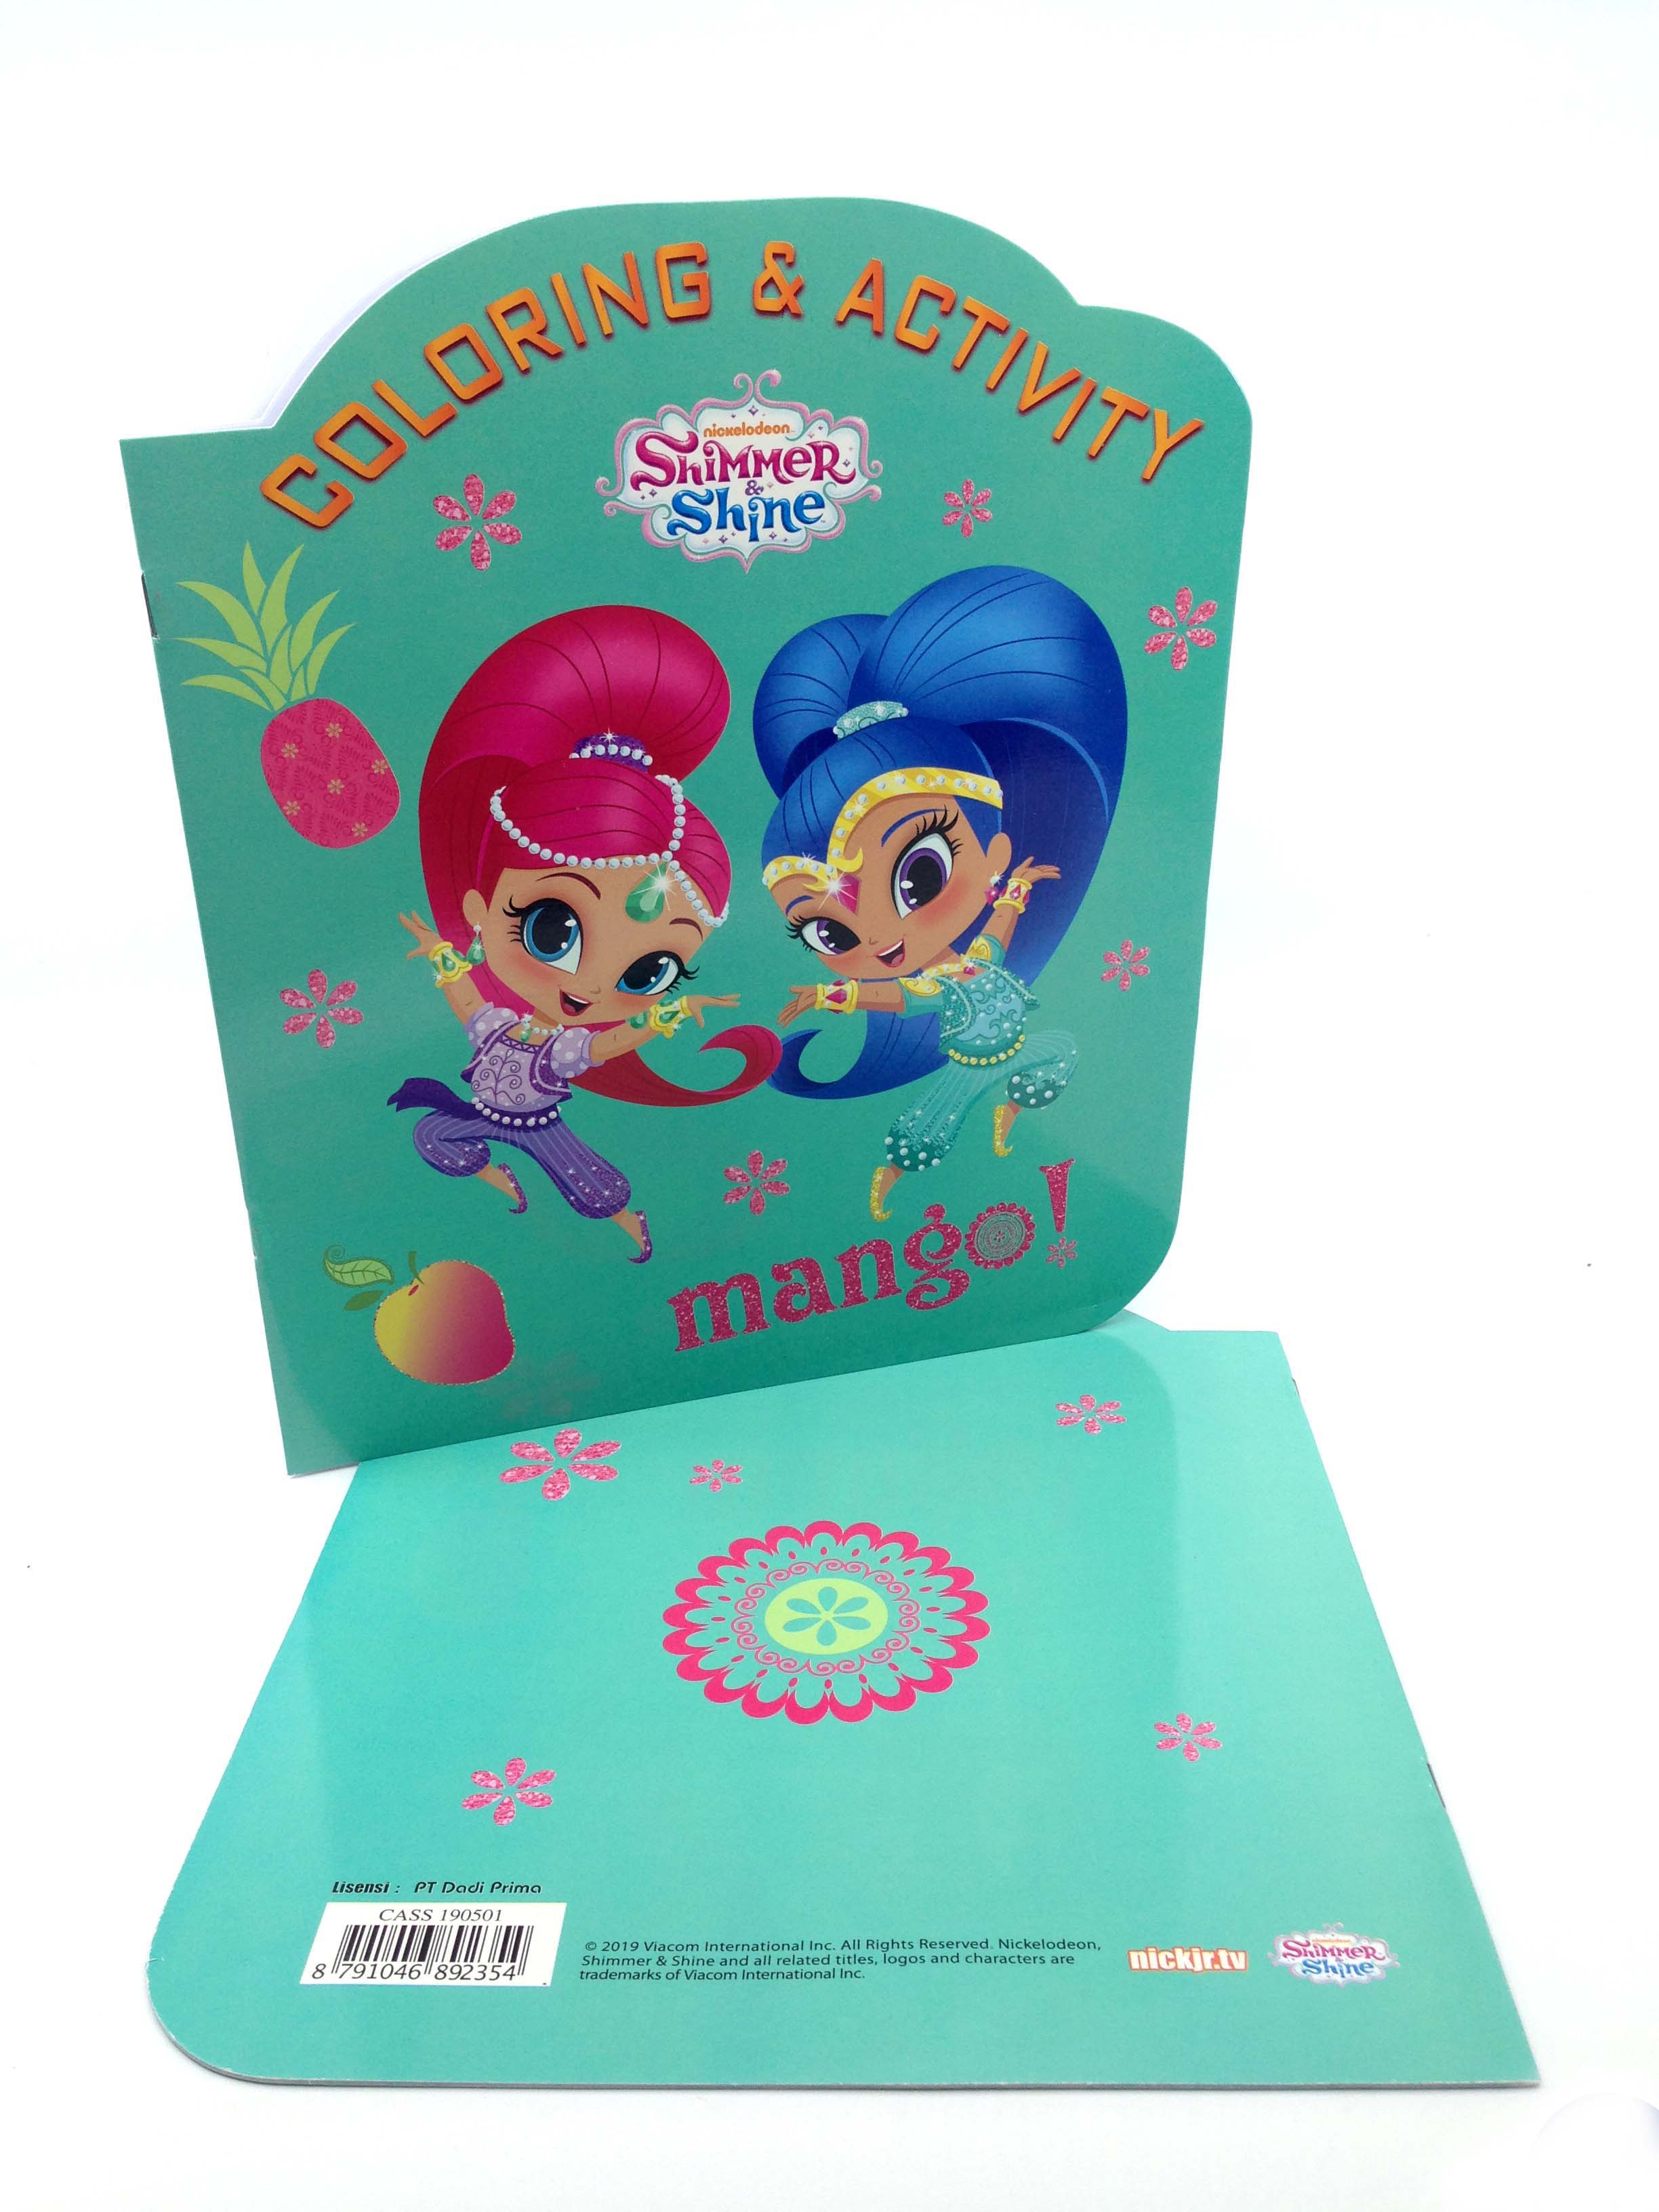 COLORING & ACTIVITY
nickelodeon™
Shimmer
&
Shine™
mango!
Lisensi : PT Dadi Prima
CASS 190501
8 791046 892354
© 2019 Viacom International Inc. All Rights Reserved. Nickelodeon,
Shimmer & Shine and all related titles, logos and characters are
trademarks of Viacom International Inc.
nickjr.tv
nickelodeon
Shimmer
&
Shine